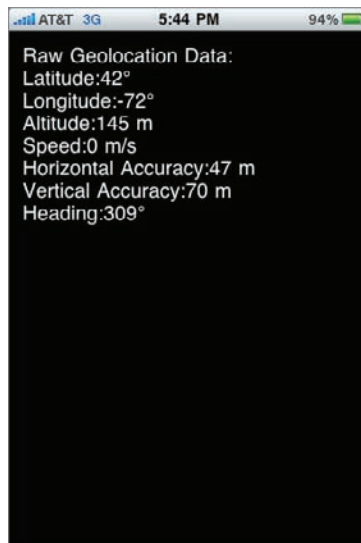 AT&T 3G 5:44 PM 94%
Raw Geolocation Data:
Latitude:42°
Longitude:-72°
Altitude:145 m
Speed:0 m/s
Horizontal Accuracy:47 m
Vertical Accuracy:70 m
Heading:309°